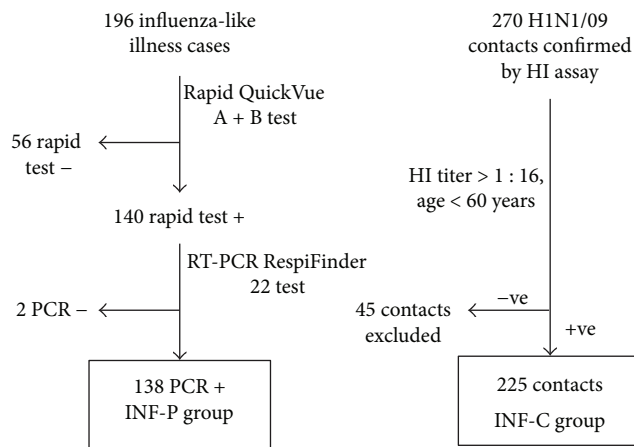 196 influenza-like
illness cases
Rapid QuickVue
A + B test
56 rapid
test −
140 rapid test +
RT-PCR RespiFinder
22 test
2 PCR −
138 PCR +
INF-P group
270 H1N1/09
contacts confirmed
by HI assay
HI titer > 1 : 16,
age < 60 years
−ve
45 contacts
excluded
+ve
225 contacts
INF-C group